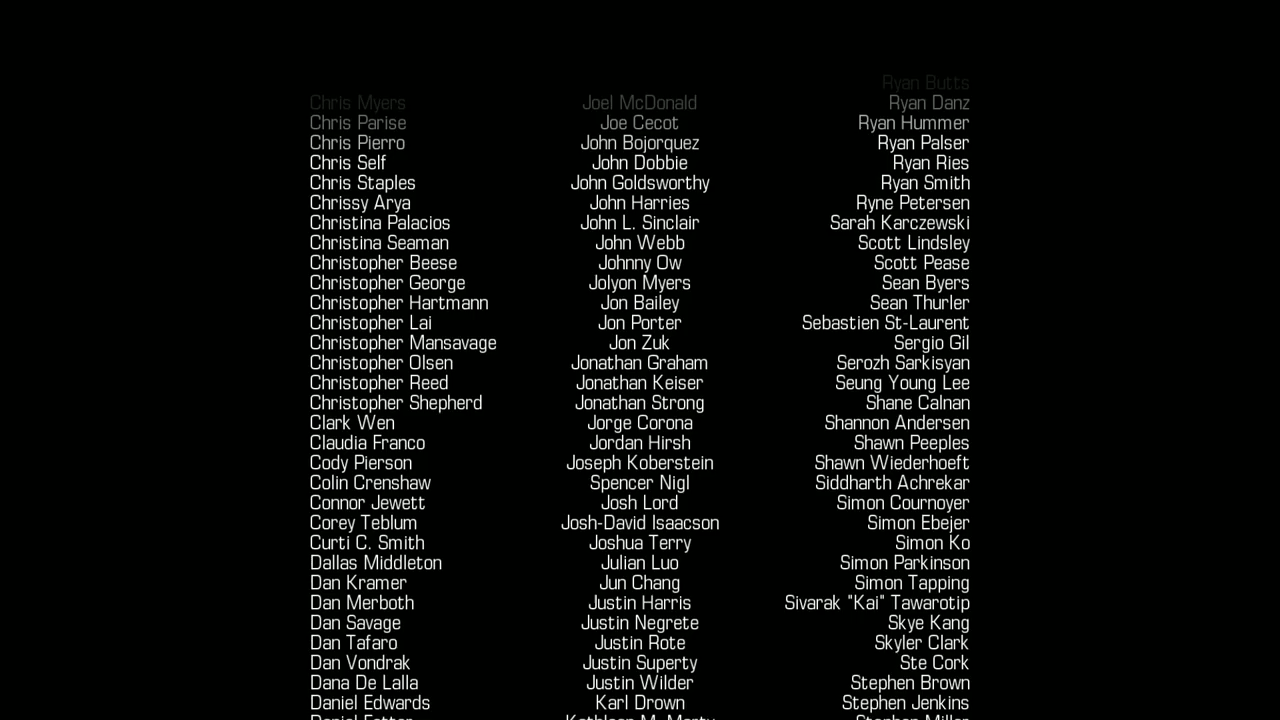 Ryan Butts
Chris Myers Joel McDonald Ryan Danz
Chris Parise Joe Cecot Ryan Hummer
Chris Pierro John Bojorquez Ryan Palser
Chris Self John Dobbie Ryan Ries
Chris Staples John Goldsworthy Ryan Smith
Chrissy Arya John Harries Ryne Petersen
Christina Palacios John L. Sinclair Sarah Karczewski
Christina Seaman John Webb Scott Lindsley
Christopher Beese Johnny Ow Scott Pease
Christopher George Jolyon Myers Sean Byers
Christopher Hartmann Jon Bailey Sean Thurler
Christopher Lai Jon Porter Sebastien St-Laurent
Christopher Mansavage Jon Zuk Sergio Gil
Christopher Olsen Jonathan Graham Serozh Sarkisyan
Christopher Reed Jonathan Keiser Seung Young Lee
Christopher Shepherd Jonathan Strong Shane Calnan
Clark Wen Jorge Corona Shannon Andersen
Claudia Franco Jordan Hirsh Shawn Peeples
Cody Pierson Joseph Koberstein Shawn Wiederhoeft
Colin Crenshaw Spencer Nigl Siddharth Achrekar
Connor Jewett Josh Lord Simon Cournoyer
Corey Teblum Josh-David Isaacson Simon Ebejer
Curti C. Smith Joshua Terry Simon Ko
Dallas Middleton Julian Luo Simon Parkinson
Dan Kramer Jun Chang Simon Tapping
Dan Merboth Justin Harris Sivarak "Kai" Tawarotip
Dan Savage Justin Negrete Skye Kang
Dan Tafaro Justin Rote Skyler Clark
Dan Vondrak Justin Superty Ste Cork
Dana De Lalla Justin Wilder Stephen Brown
Daniel Edwards Karl Drown Stephen Jenkins
Daniel Kathleen M. Stephen